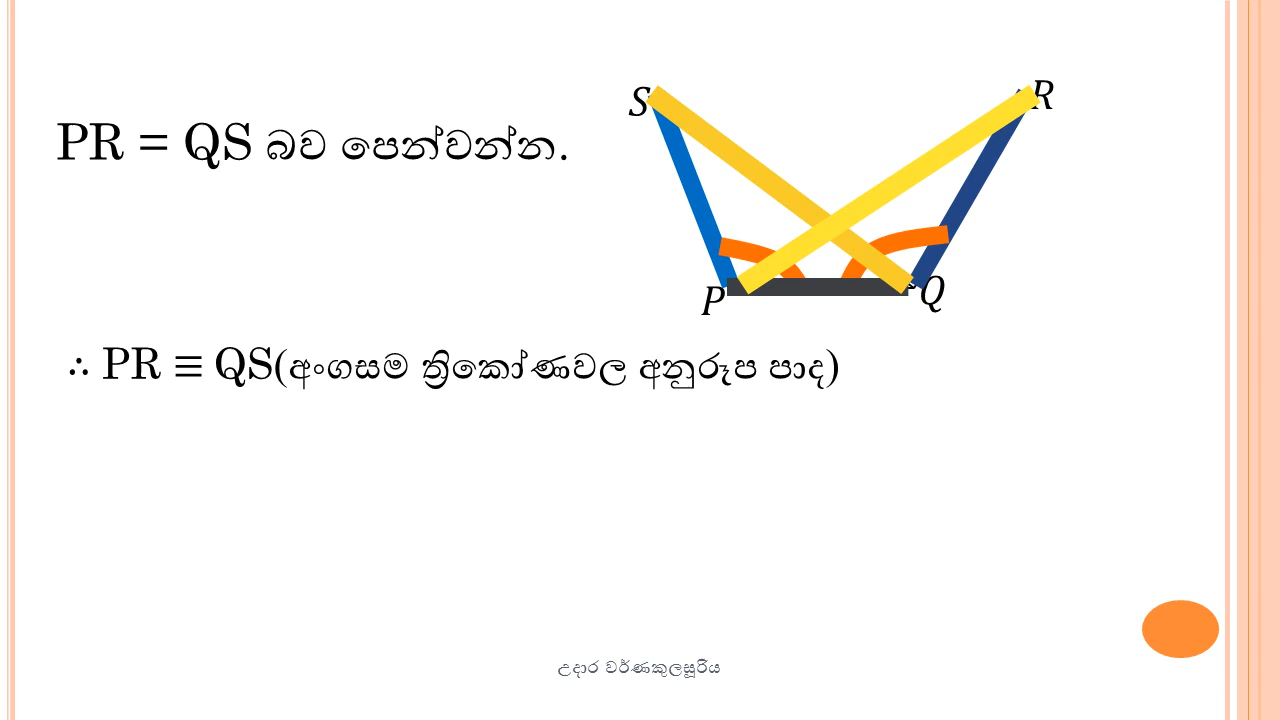 PR = QS බව පෙන්වන්න.
S
R
P
Q
∴ PR ≡ QS(අංගසම ත්‍රිකෝණවල අනුරූප පාද)
උදාර වර්ණකුලසූරිය